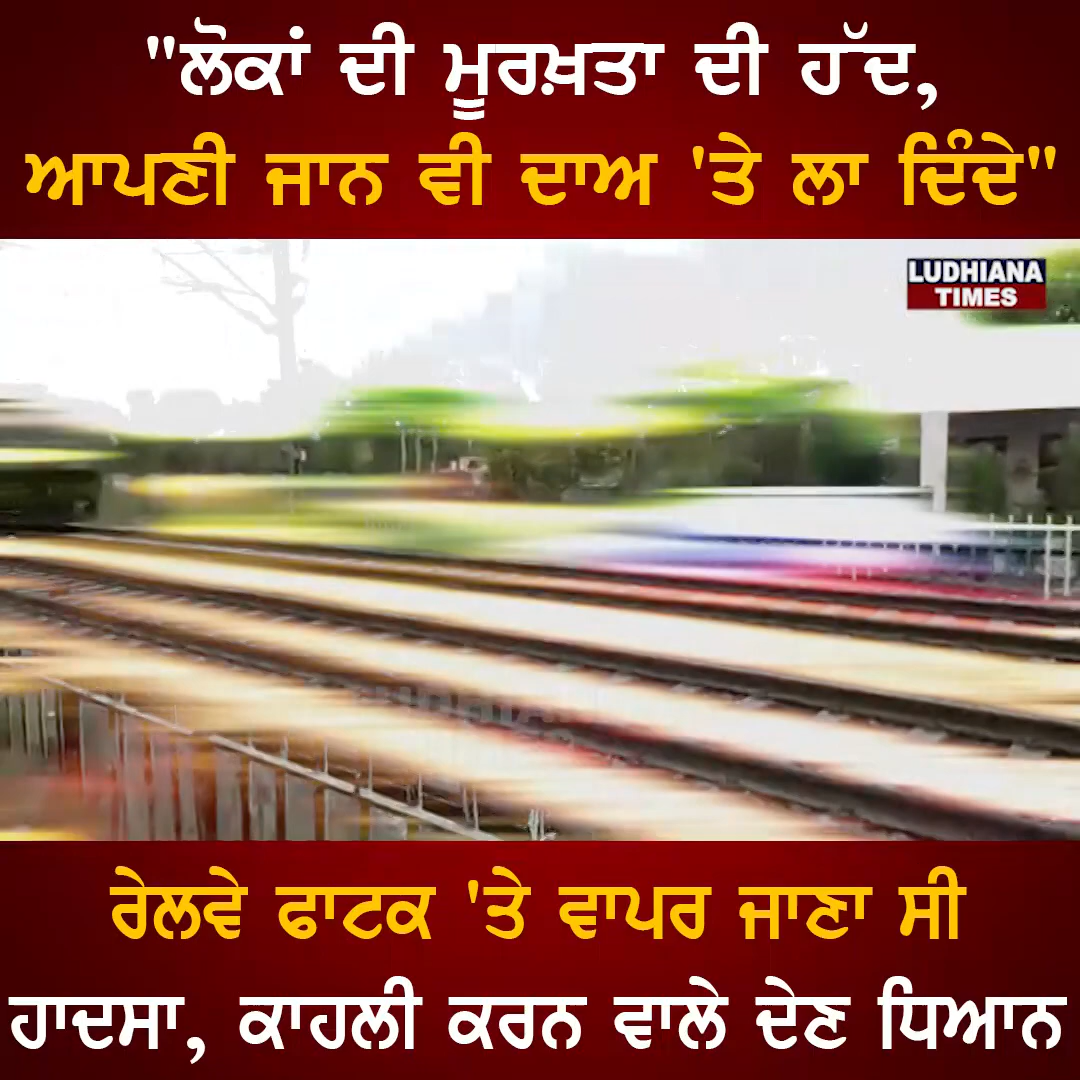 "ਲੋਕਾਂ ਦੀ ਮੂਰਖ਼ਤਾ ਦੀ ਹੱਦ,
ਆਪਣੀ ਜਾਨ ਵੀ ਦਾਅ 'ਤੇ ਲਾ ਦਿੰਦੇ"
LUDHIANA
TIMES
ਰੇਲਵੇ ਫਾਟਕ 'ਤੇ ਵਾਪਰ ਜਾਣਾ ਸੀ
ਹਾਦਸਾ, ਕਾਹਲੀ ਕਰਨ ਵਾਲੇ ਦੇਣ ਧਿਆਨ